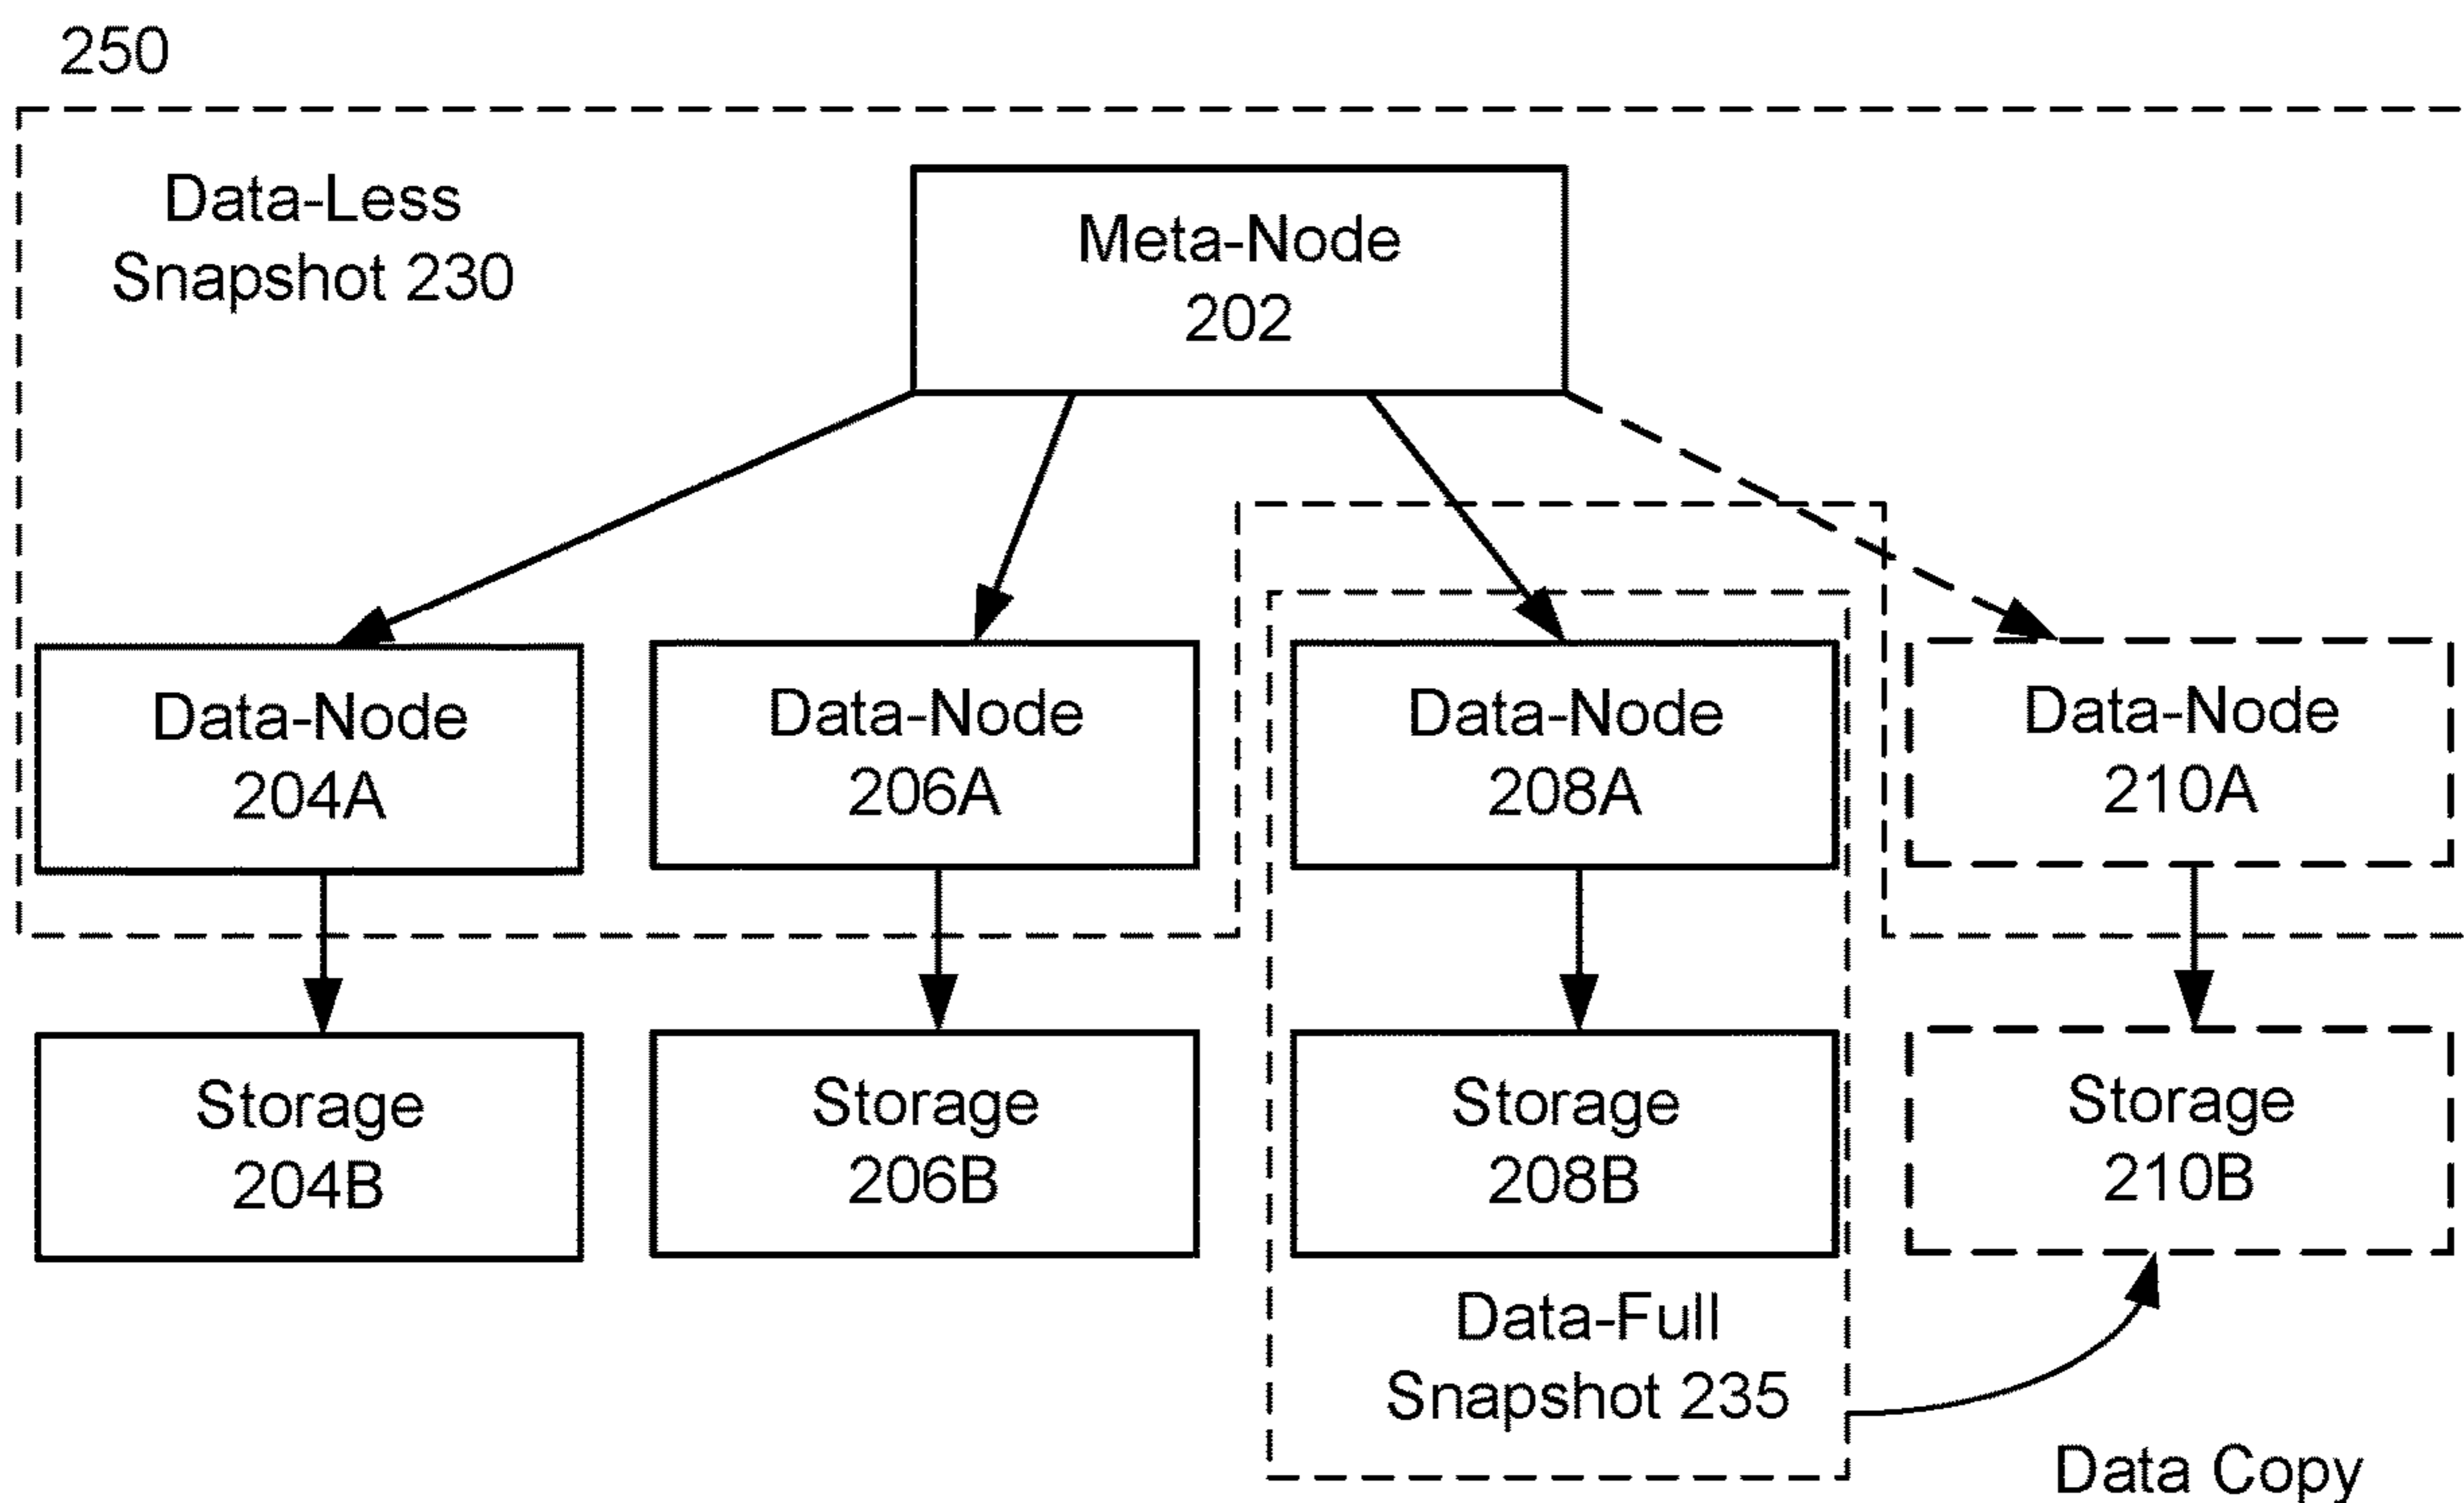 250
Data-Less
Snapshot 230
Meta-Node
202
Data-Node
204A
Data-Node
206A
Data-Node
208A
Data-Node
210A
Storage
204B
Storage
206B
Storage
208B
Storage
210B
Data-Full
Snapshot 235
Data Copy